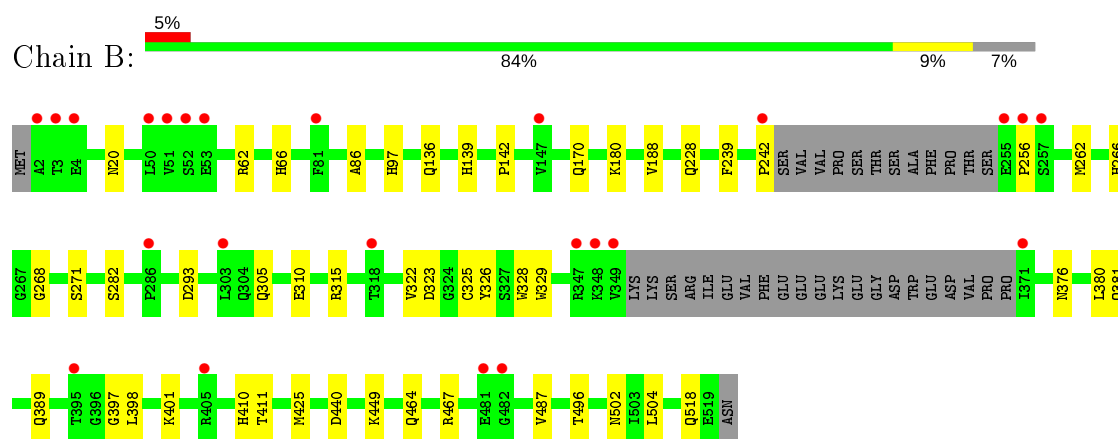 5%
Chain B:
84% 9% 7%
MET A2 T3 E4 N20 L50 V51 S52 E53 R62 H66 F81 A86 H97 Q136 H139 P142 V147 Q170 K180 V188 Q228 F239 P242 SER VAL VAL PRO SER THR SER ALA PHE PRO THR SER E255 P256 S257 M262 H266
G267 G268 S271 S282 P286 D293 L303 Q304 Q305 E310 R315 T318 V322 D323 G324 C325 Y326 S327 W328 W329 R347 K348 V349 LYS LYS SER ARG ILE GLU VAL PHE GLU GLU GLU LYS GLU GLY ASP TRP GLU ASP VAL PRO PRO I371 N376 L380 Q381
Q389 T395 G396 G397 L398 K401 R405 H410 T411 M425 D440 K449 Q464 R467 E481 G482 V487 T496 N502 I503 L504 Q518 E519 ASN